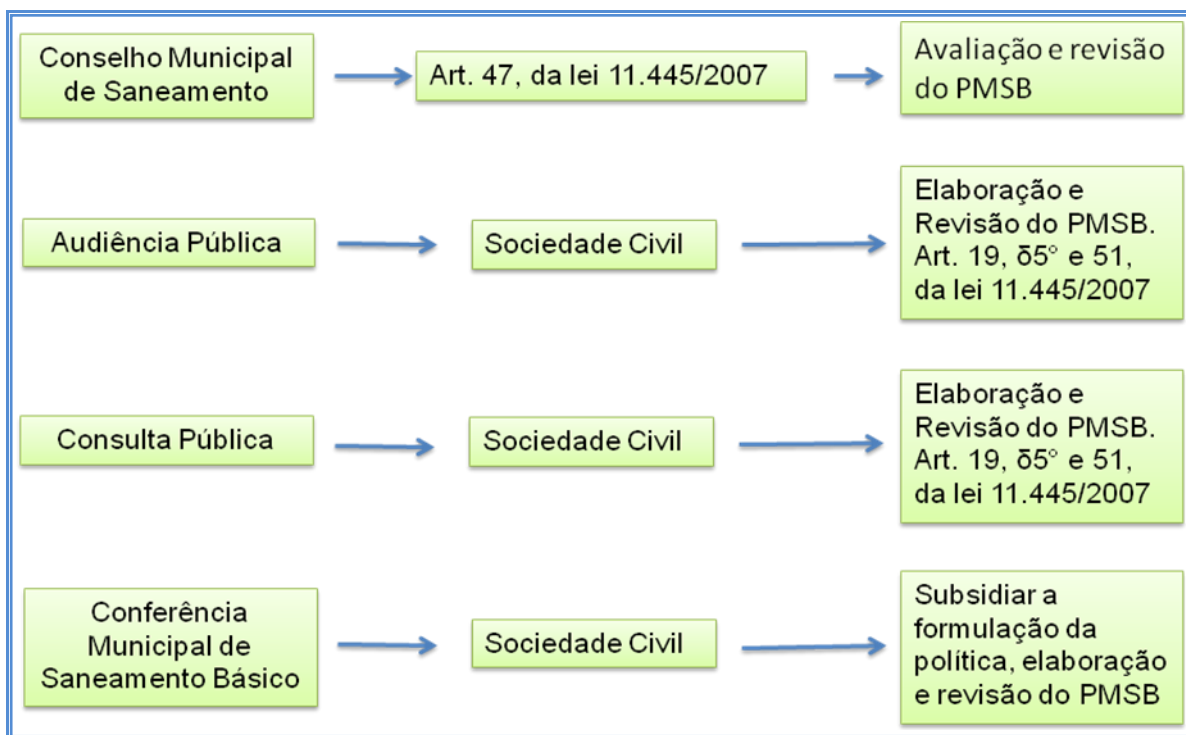 Conselho Municipal
de Saneamento
Art. 47, da lei 11.445/2007
Avaliação e revisão
do PMSB
Audiência Pública
Sociedade Civil
Elaboração e
Revisão do PMSB.
Art. 19, δ5° e 51,
da lei 11.445/2007
Consulta Pública
Sociedade Civil
Elaboração e
Revisão do PMSB.
Art. 19, δ5° e 51,
da lei 11.445/2007
Conferência
Municipal de
Saneamento Básico
Sociedade Civil
Subsidiar a
formulação da
política, elaboração
e revisão do PMSB